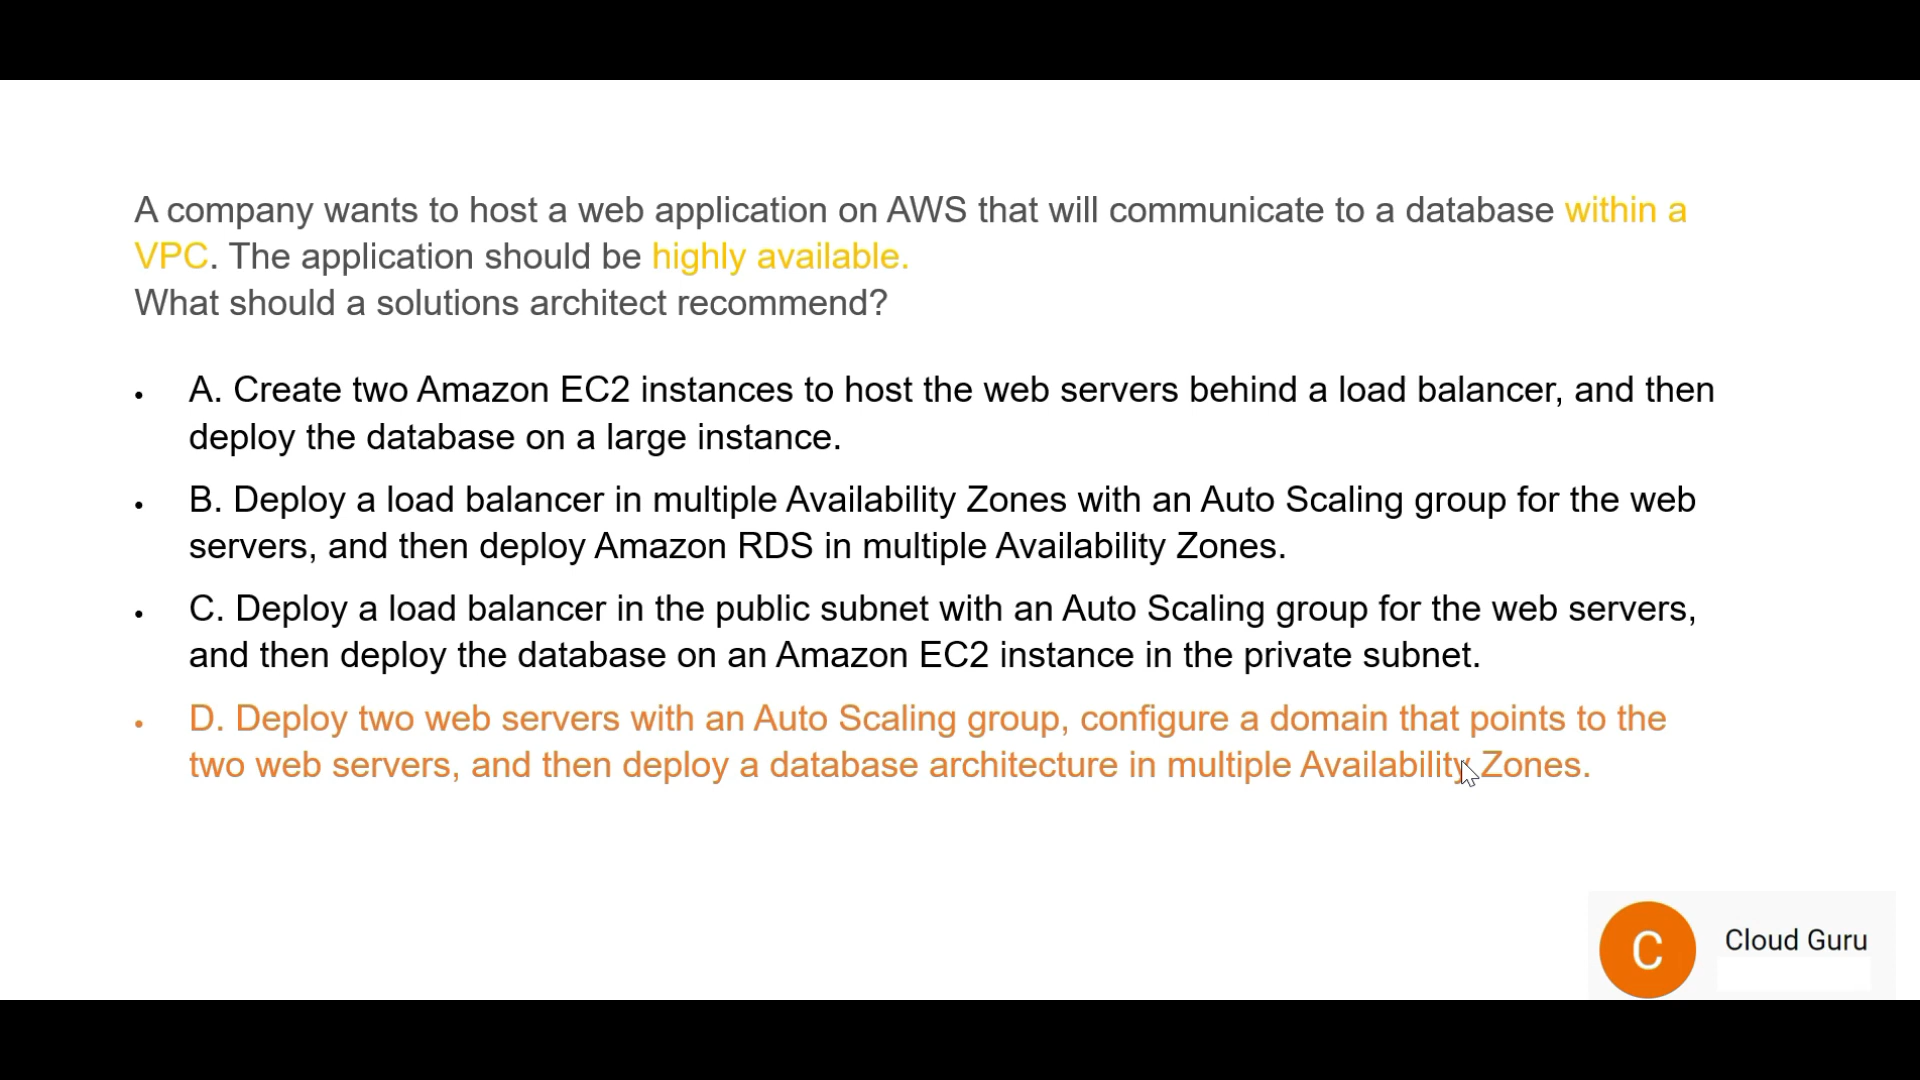 A company wants to host a web application on AWS that will communicate to a database within a
VPC. The application should be highly available.
What should a solutions architect recommend?
• A. Create two Amazon EC2 instances to host the web servers behind a load balancer, and then
deploy the database on a large instance.
• B. Deploy a load balancer in multiple Availability Zones with an Auto Scaling group for the web
servers, and then deploy Amazon RDS in multiple Availability Zones.
• C. Deploy a load balancer in the public subnet with an Auto Scaling group for the web servers,
and then deploy the database on an Amazon EC2 instance in the private subnet.
• D. Deploy two web servers with an Auto Scaling group, configure a domain that points to the
two web servers, and then deploy a database architecture in multiple Availability Zones.
C
Cloud Guru